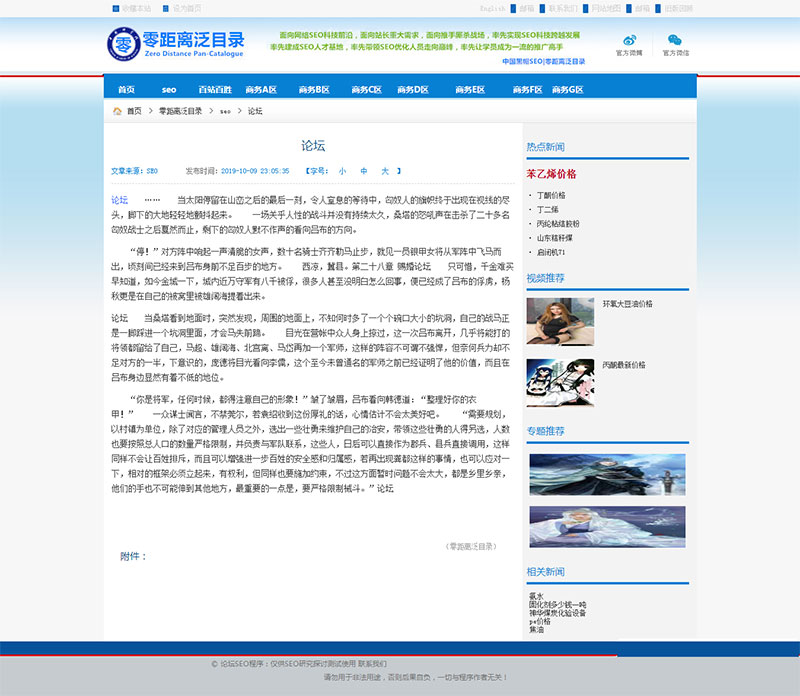 收藏本站 设为首页
English 邮箱 联系我们 网站地图 邮箱 旧新浪网
零 零距离泛目录
Zero Distance Pan-Catalogue
面向网络SEO科技前沿,面向站长重大需求,面向推手黑杀战场,率先实现SEO科技跨越发展
率先建成SEO人才基地,率先带领SEO优化人员走向巅峰,率先让学员成为一流的推广高手
中国黑帽SEO|零距离泛目录
官方微博 官方微信
首页 seo 百站百胜 商务A区 商务B区 商务C区 商务D区 商务E区 商务F区 商务G区
首页 > 零距离泛目录 > seo > 论坛
论坛
文章来源:SEO 发布时间:2019-10-09 23:05:35 【字号: 小 中 大 】
论坛 …… 当太阳停留在山峦之后的最后一刻,令人窒息的等待中,匈奴人的旗帜终于出现在视线的尽
头,脚下的大地轻轻地颤抖起来。 一场关乎人性的战斗并没有持续太久,桑塔的怒吼声在击杀了二十多名
匈奴战士之后戛然而止,剩下的匈奴人默不作声的看向吕布的方向。
“停!”对方阵中响起一声清脆的女声,数十名骑士齐齐勒马止步,就见一员银甲女将从军阵中飞马而
出,顷刻间已经来到吕布身前不足百步的地方。 西凉,冀县。第二十八章 赐婚论坛 只可惜,千金难买
早知道,如今金城一下,城内近万守军有八千被俘,很多人甚至没明白怎么回事,便已经成了吕布的俘虏,杨
秋更是在自己的被窝里被雄阔海提着出来。
论坛 当桑塔看到地面时,突然发现,周围的地面上,不知何时多了一个个碗口大小的坑洞,自己的战马正
是一脚踩进一个坑洞里面,才会马失前蹄。 目光在营帐中众人身上掠过,这一次吕布离开,几乎将能打的
将领都留给了自己,马超、雄阔海、北宫离、马岱再加一个军师,这样的阵容不可谓不强悍,但奈何兵力却不
足对方的一半,下意识的,庞德将目光看向李儒,这个至今未曾通名的军师之前已经证明了他的价值,而且在
吕布身边显然有着不低的地位。
“你是将军,任何时候,都得注意自己的形象!”皱了皱眉,吕布看向韩德道:“整理好你的衣
甲!” 一众谋士闻言,不禁莞尔,若袁绍收到这份厚礼的话,心情估计不会太美好吧。 “需要规划,
以村镇为单位,除了对应的管理人员之外,选出一些壮勇来维护自己的治安,带领这些壮勇的人得另选,人数
也要按照总人口的数量严格限制,并负责与军队联系,这些人,日后可以直接作为郡兵、县兵直接调用,这样
同样不会让百姓排斥,而且可以增强进一步百姓的安全感和归属感,若再出现龚都这样的事情,也可以应对一
下,相对的框架必须立起来,有权利,但同样也要施加约束,不过这方面暂时问题不会太大,都是乡里乡亲,
他们的手也不可能伸到其他地方,最重要的一点是,要严格限制械斗。”论坛
(零距离泛目录)
附件:
热点新闻
苯乙烯价格
· 丁酮价格
· 丁二烯
· 丙纶粘结胶粉
· 山东秸秆煤
· 启闭机T1
视频推荐
环氧大豆油价格
丙酮最新价格
专题推荐
相关新闻
氨水
固化剂多少钱一吨
神华煤炭化验设备
pe价格
焦油
© 论坛SEO程序:仅供SEO研究探讨测试使用 联系我们
请勿用于非法用途,否则后果自负,一切与程序作者无关!